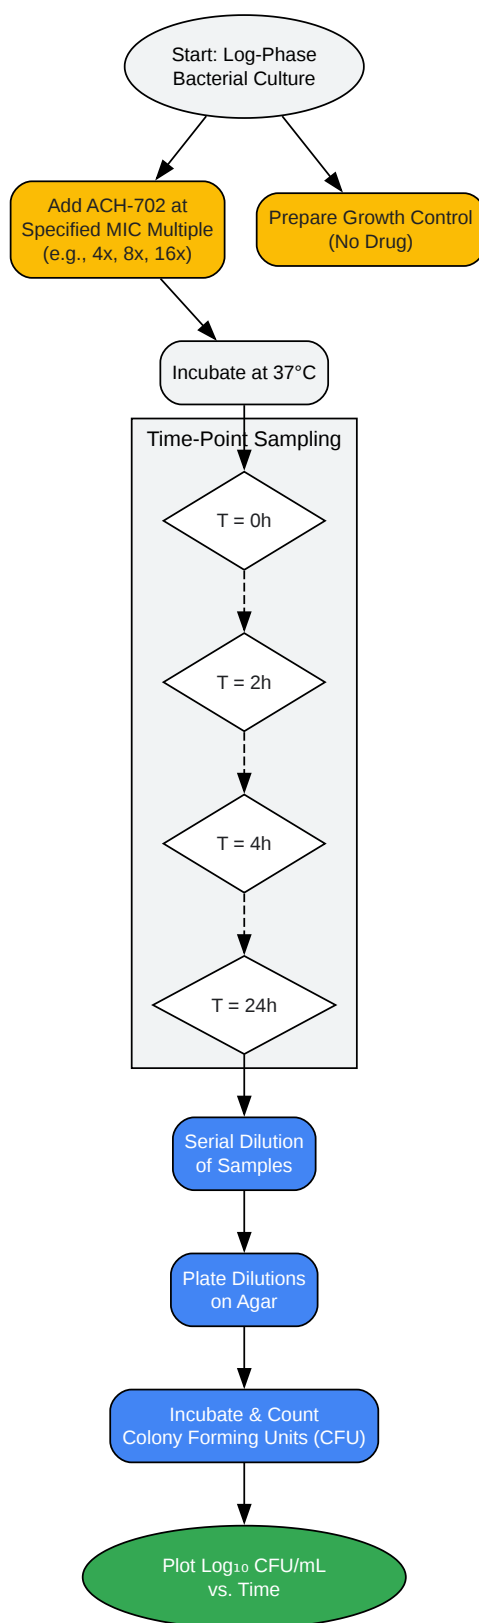 Start: Log-Phase
Bacterial Culture
Add ACH-702 at
Specified MIC Multiple
(e.g., 4x, 8x, 16x)
Prepare Growth Control
(No Drug)
Incubate at 37°C
Time-Point Sampling
T = 0h
T = 2h
T = 4h
T = 24h
Serial Dilution
of Samples
Plate Dilutions
on Agar
Incubate & Count
Colony Forming Units (CFU)
Plot Log₁₀ CFU/mL
vs. Time